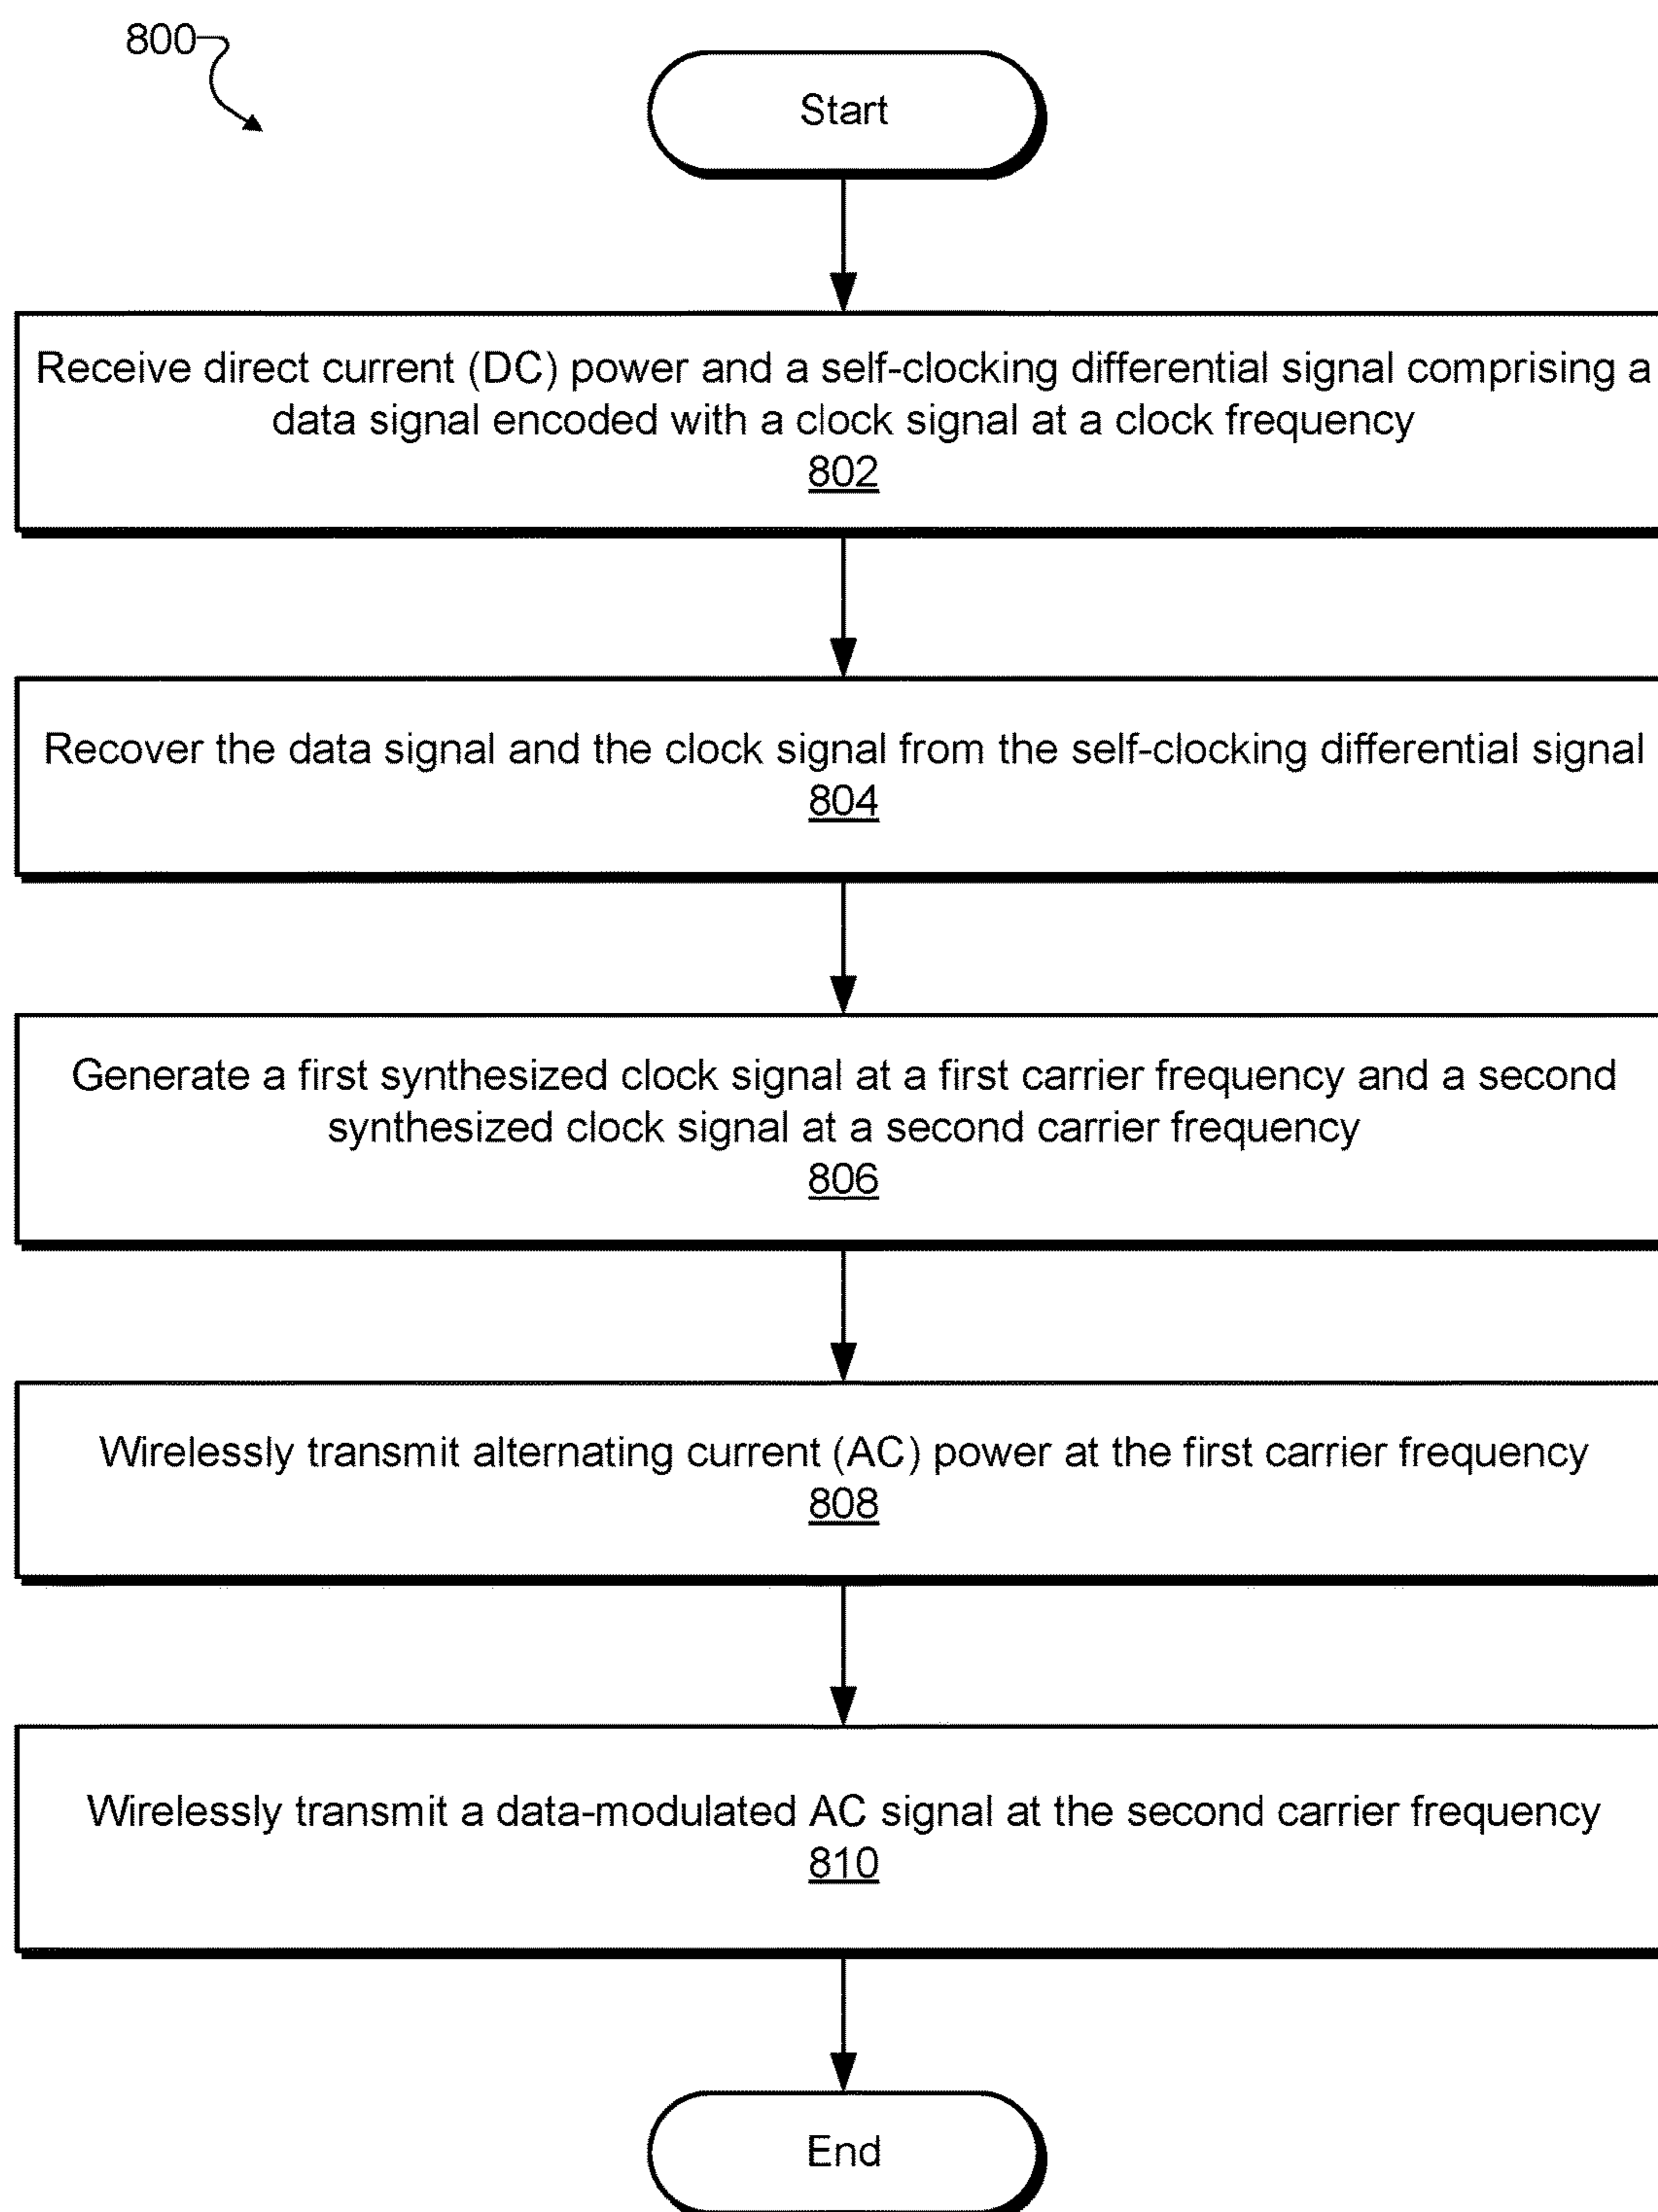 800
Start
Receive direct current (DC) power and a self-clocking differential signal comprising a
data signal encoded with a clock signal at a clock frequency
802
Recover the data signal and the clock signal from the self-clocking differential signal
804
Generate a first synthesized clock signal at a first carrier frequency and a second
synthesized clock signal at a second carrier frequency
806
Wirelessly transmit alternating current (AC) power at the first carrier frequency
808
Wirelessly transmit a data-modulated AC signal at the second carrier frequency
810
End